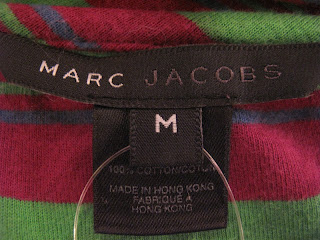 MARC JACOBS
M
100% COTTON/COTON
MADE IN HONG KONG
FABRIQUÉ À
HONG KONG